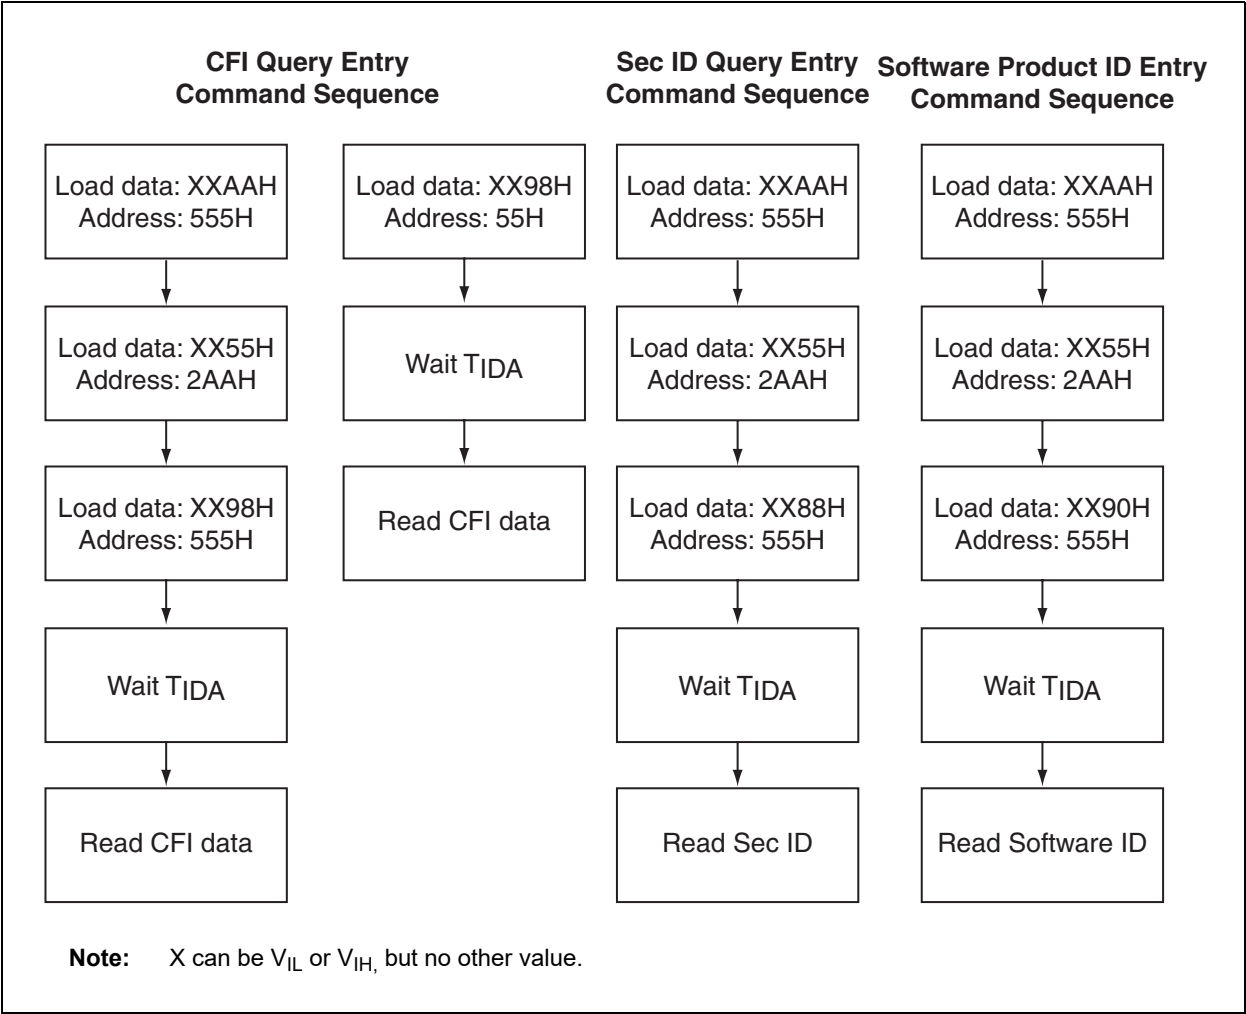 CFI Query Entry
Command Sequence
Load data: XXAAH
Address: 555H
Load data: XX55H
Address: 2AAH
Load data: XX98H
Address: 555H
Wait TIDA
Read CFI data
Load data: XX98H
Address: 55H
Wait TIDA
Read CFI data
Sec ID Query Entry
Command Sequence
Load data: XXAAH
Address: 555H
Load data: XX55H
Address: 2AAH
Load data: XX88H
Address: 555H
Wait TIDA
Read Sec ID
Software Product ID Entry
Command Sequence
Load data: XXAAH
Address: 555H
Load data: XX55H
Address: 2AAH
Load data: XX90H
Address: 555H
Wait TIDA
Read Software ID
Note: X can be VIL or VIH, but no other value.